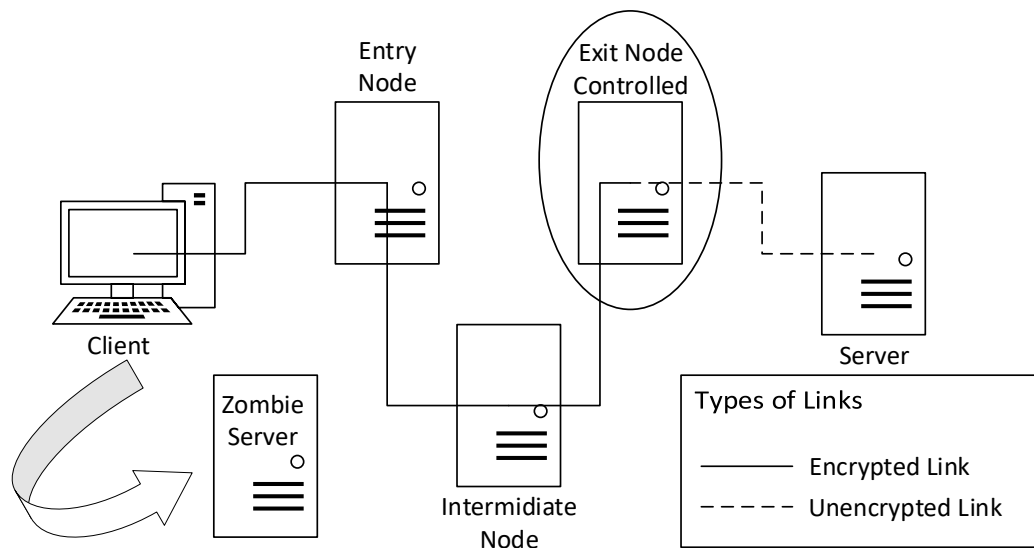 Entry
Node
Exit Node
Controlled
Client
Server
Zombie
Server
Intermidiate
Node
Types of Links
Encrypted Link
Unencrypted Link